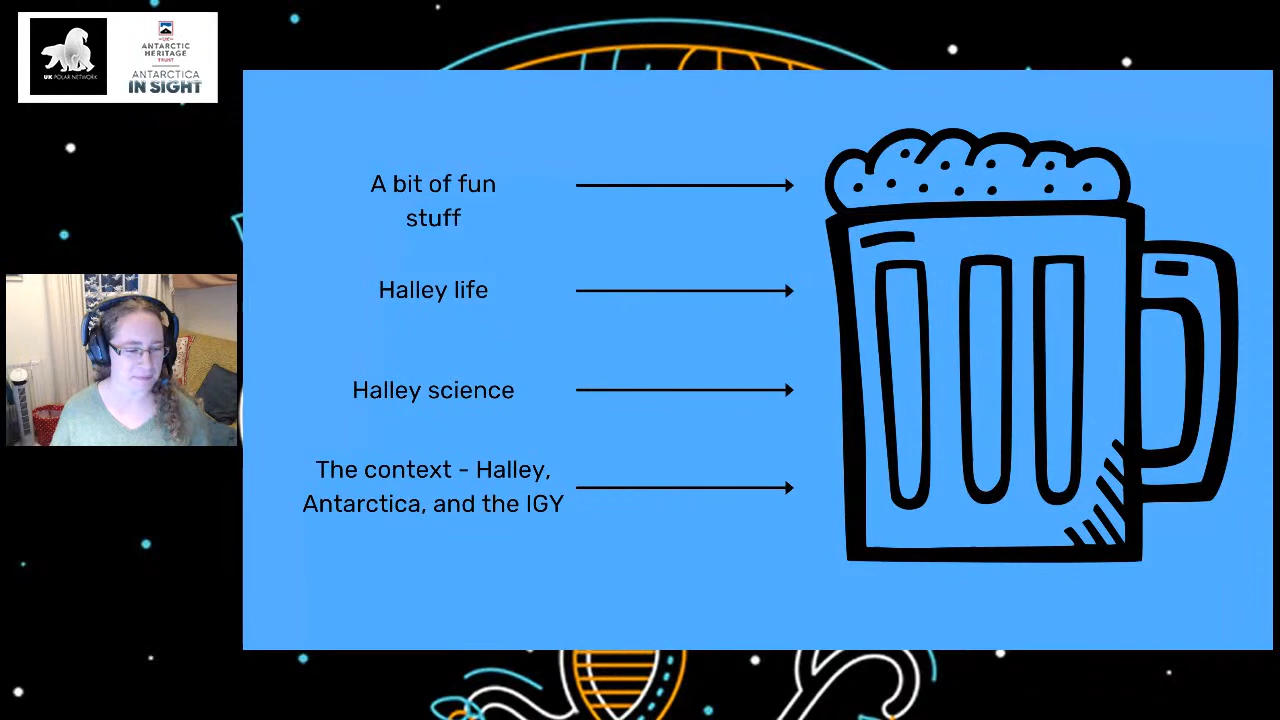 UK POLAR NETWORK
UK
ANTARCTIC
HERITAGE
TRUST
ANTARCTICA
IN SIGHT
A bit of fun
stuff
Halley life
Halley science
The context - Halley,
Antarctica, and the IGY